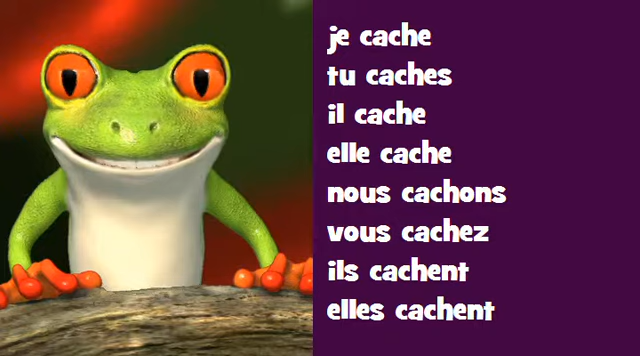 je cache
tu caches
il cache
elle cache
nous cachons
vous cachez
ils cachent
elles cachent